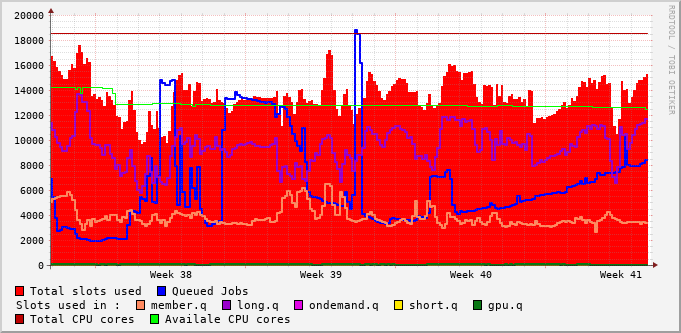 20000
18000
16000
14000
12000
10000
8000
6000
4000
2000
0
Week 38 Week 39 Week 40 Week 41
RRDTOOL / TOBI OETIKER
Total slots used Queued Jobs
Slots used in : member.q long.q ondemand.q short.q gpu.q
Total CPU cores Availale CPU cores